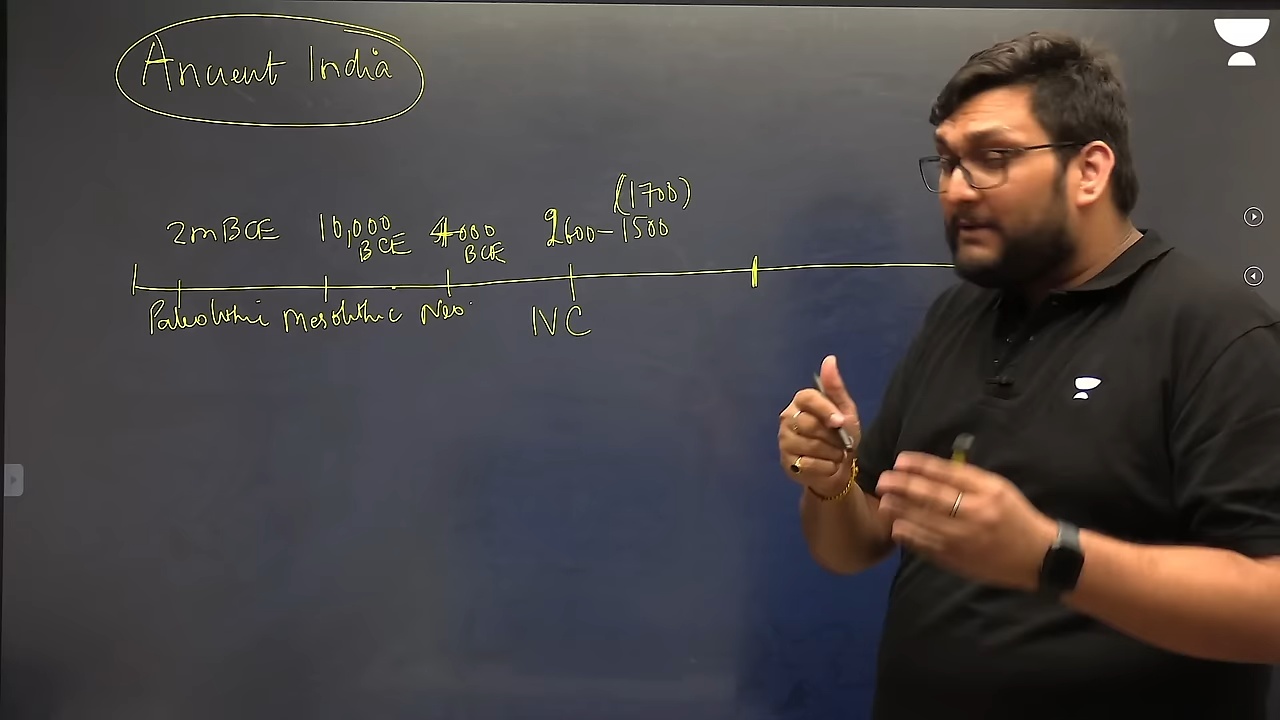 Ancient India
(1700)
2mBCE 10,000 BCE 4000 BCE 2600-1500
Paleolithic Mesolithic Neo. IVC